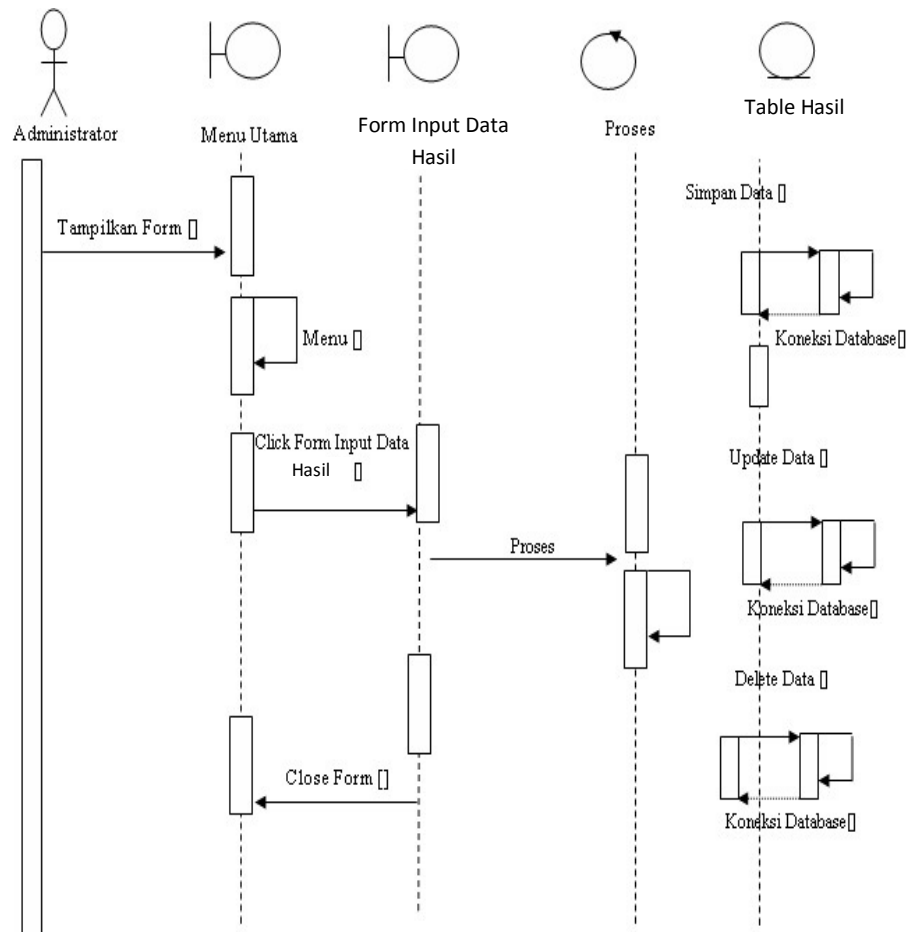 Administrator
Menu Utama
Form Input Data
Hasil
Proses
Table Hasil
Simpan Data []
Tampilkan Form []
Koneksi Database[]
Menu []
Click Form Input Data
Hasil []
Update Data []
Proses
Koneksi Database[]
Delete Data []
Close Form []
Koneksi Database[]